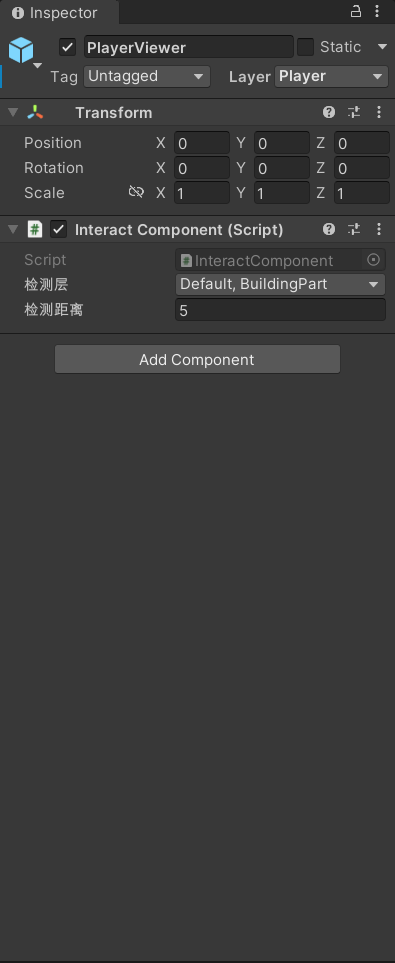 Inspector
PlayerViewer Static
Tag Untagged Layer Player
Transform
Position X 0 Y 0 Z 0
Rotation X 0 Y 0 Z 0
Scale X 1 Y 1 Z 1
# Interact Component (Script)
Script # InteractComponent
检测层 Default, BuildingPart
检测距离 5
Add Component